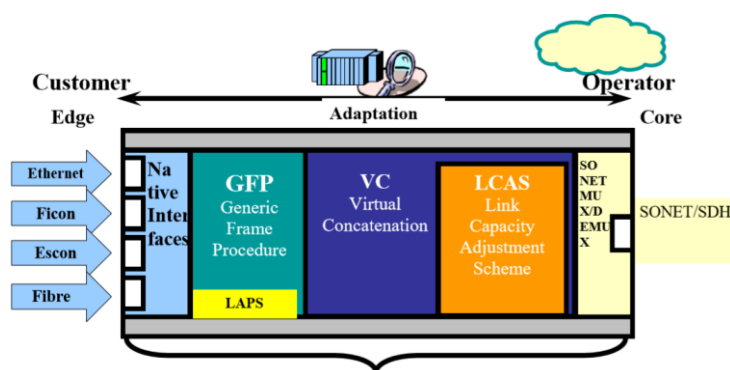 Customer
Operator
Edge
Adaptation
Core
Ethernet
Ficon
Escon
Fibre
Na
tive
Inter
faces
GFP
Generic
Frame
Procedure
LAPS
VC
Virtual
Concatenation
LCAS
Link
Capacity
Adjustment
Scheme
SO
NET
MU
X/D
EMU
X
SONET/SDH